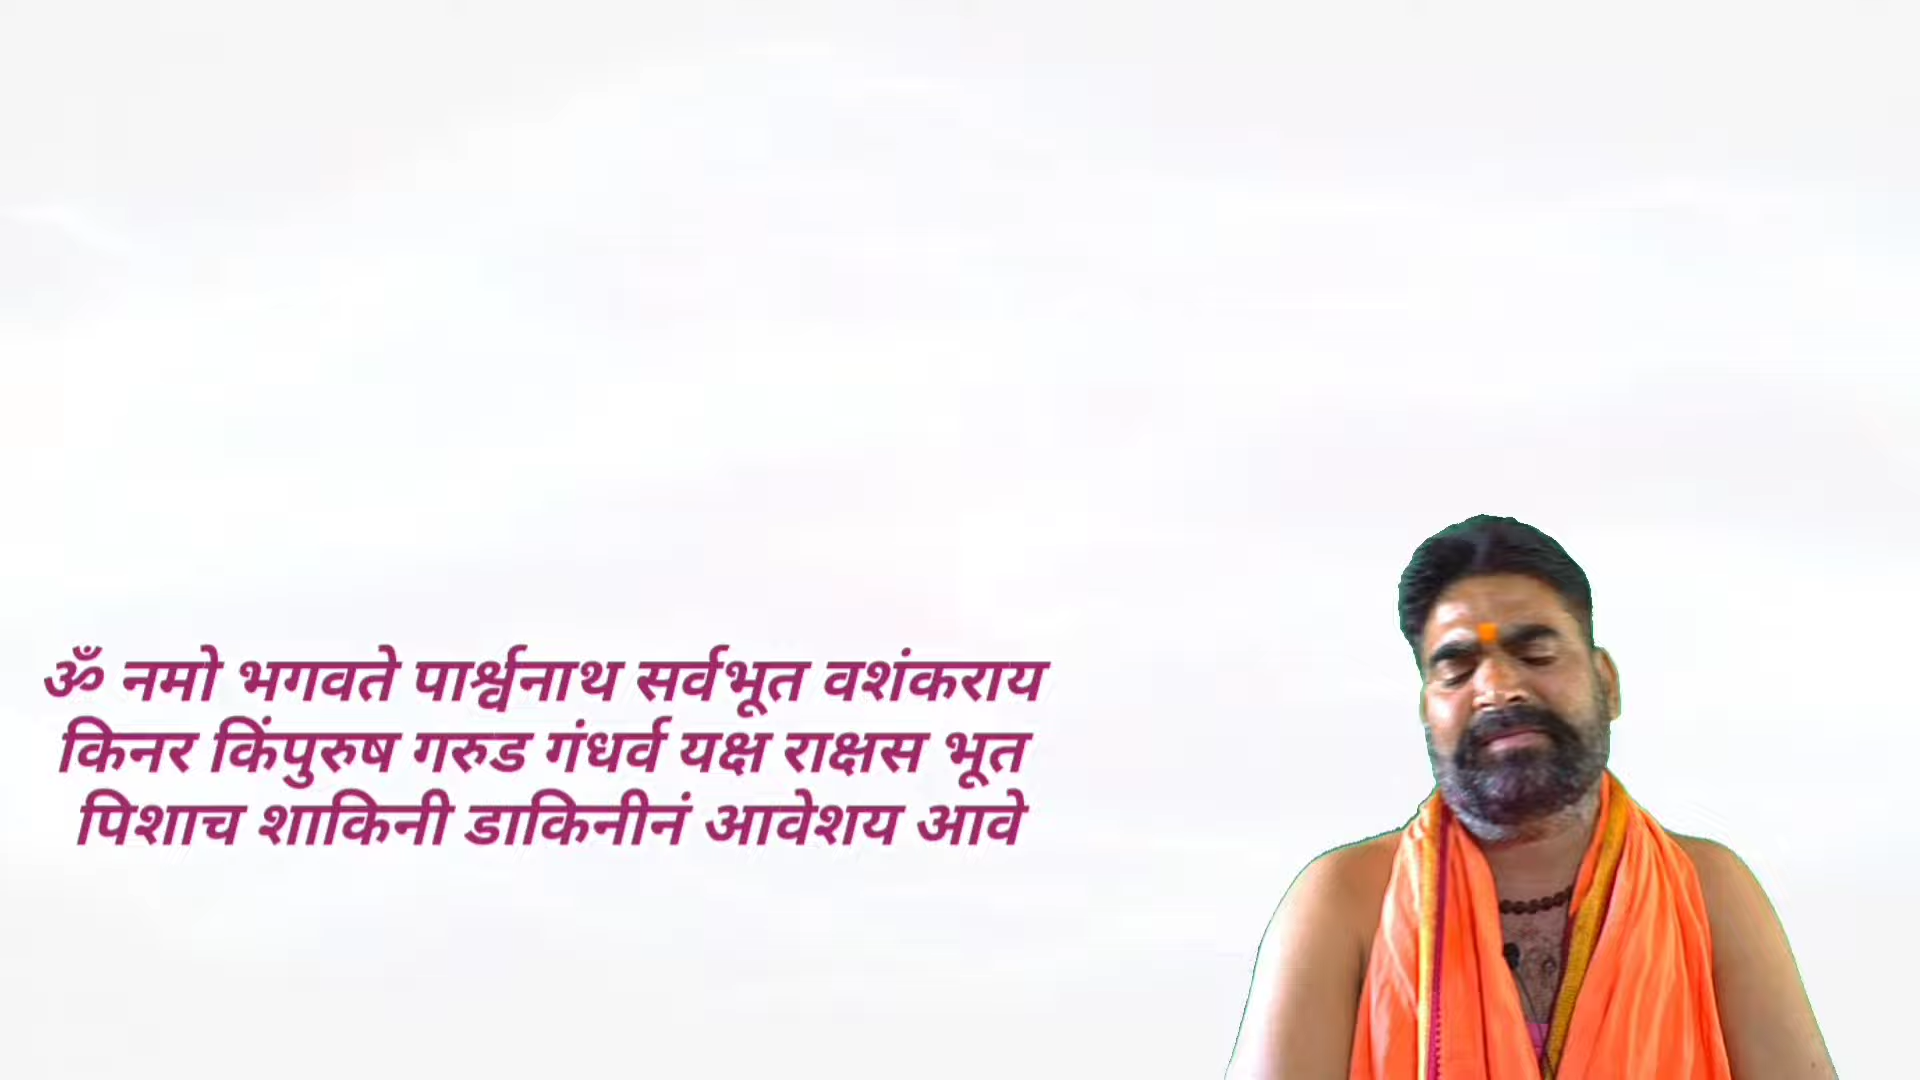 ॐ नमो भगवते पार्श्वनाथ सर्वभूत वशंकराय
किनर किंपुरुष गरुड गंधर्व यक्ष राक्षस भूत
पिशाच शाकिनी डाकिनीनं आवेशय आवे